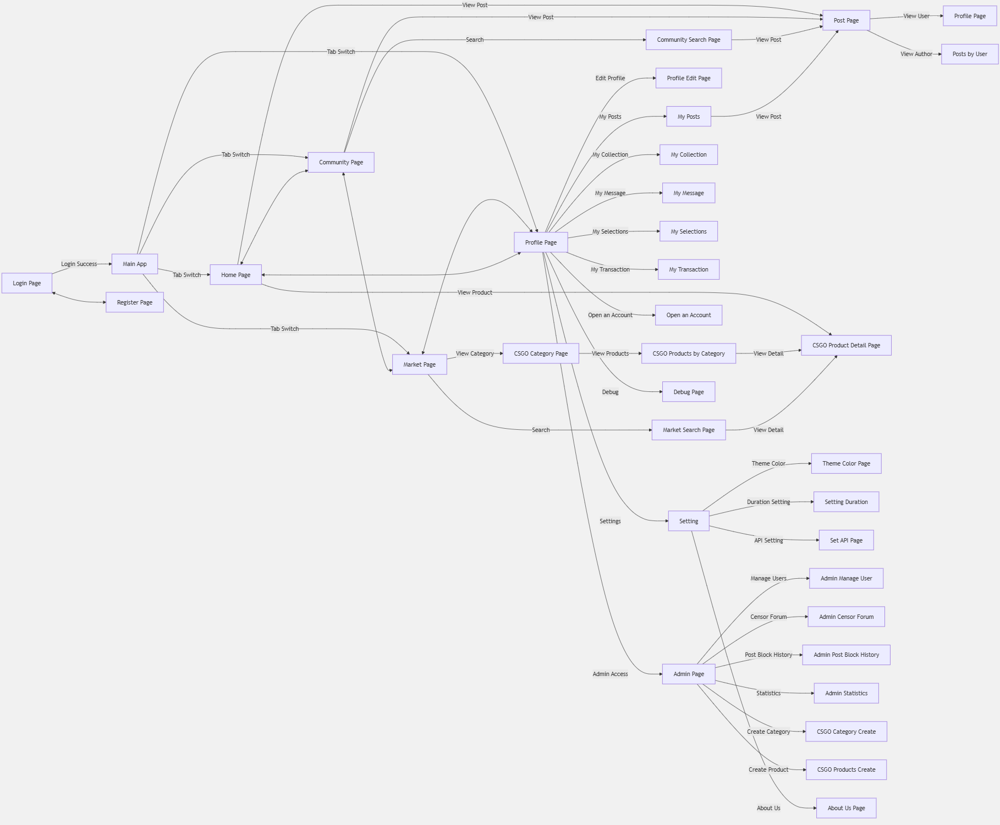 View Post
Post Page
View User
Profile Page
View Post
Search
Community Search Page
View Post
Tab Switch
View Author
Posts by User
Edit Profile
Profile Edit Page
My Posts
My Posts
View Post
Tab Switch
Community Page
My Collection
My Collection
My Message
My Message
My Selections
My Selections
Profile Page
Login Success
Main App
Tab Switch
Home Page
My Transaction
My Transaction
Login Page
Register Page
View Product
Open an Account
Open an Account
Tab Switch
Market Page
View Category
CSGO Category Page
View Products
CSGO Products by Category
View Detail
CSGO Product Detail Page
Debug
Debug Page
Search
Market Search Page
View Detail
Theme Color
Theme Color Page
Duration Setting
Setting Duration
Settings
Setting
API Setting
Set API Page
Manage Users
Admin Manage User
Censor Forum
Admin Censor Forum
Post Block History
Admin Post Block History
Admin Access
Admin Page
Statistics
Admin Statistics
Create Category
CSGO Category Create
Create Product
CSGO Products Create
About Us
About Us Page